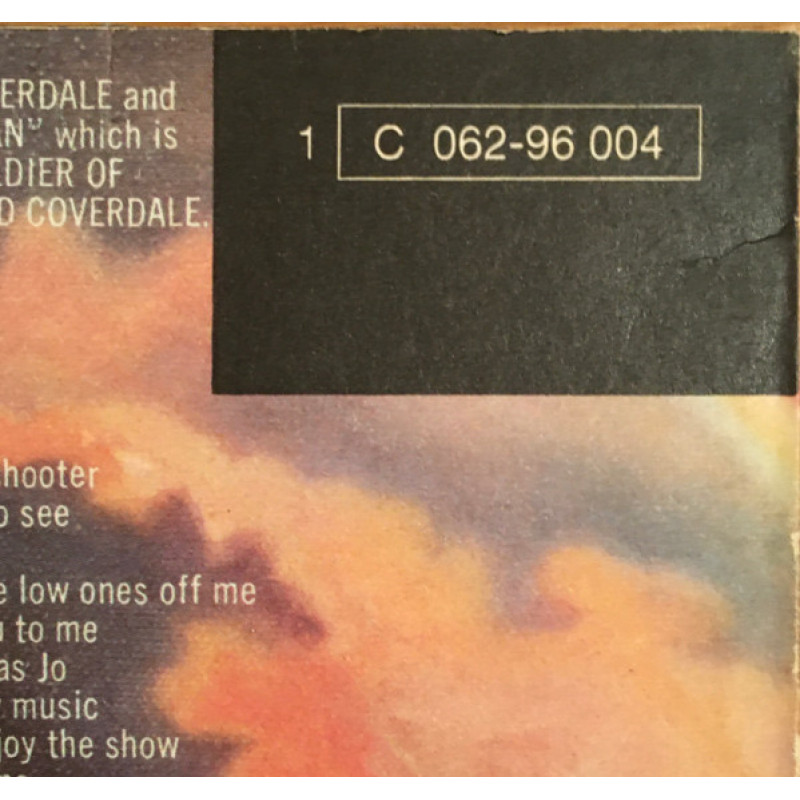 ERDALE and
AN" which is
LDIER OF
D COVERDALE.
1 C 062-96 004
hooter
o see
e low ones off me
u to me
as Jo
music
joy the show